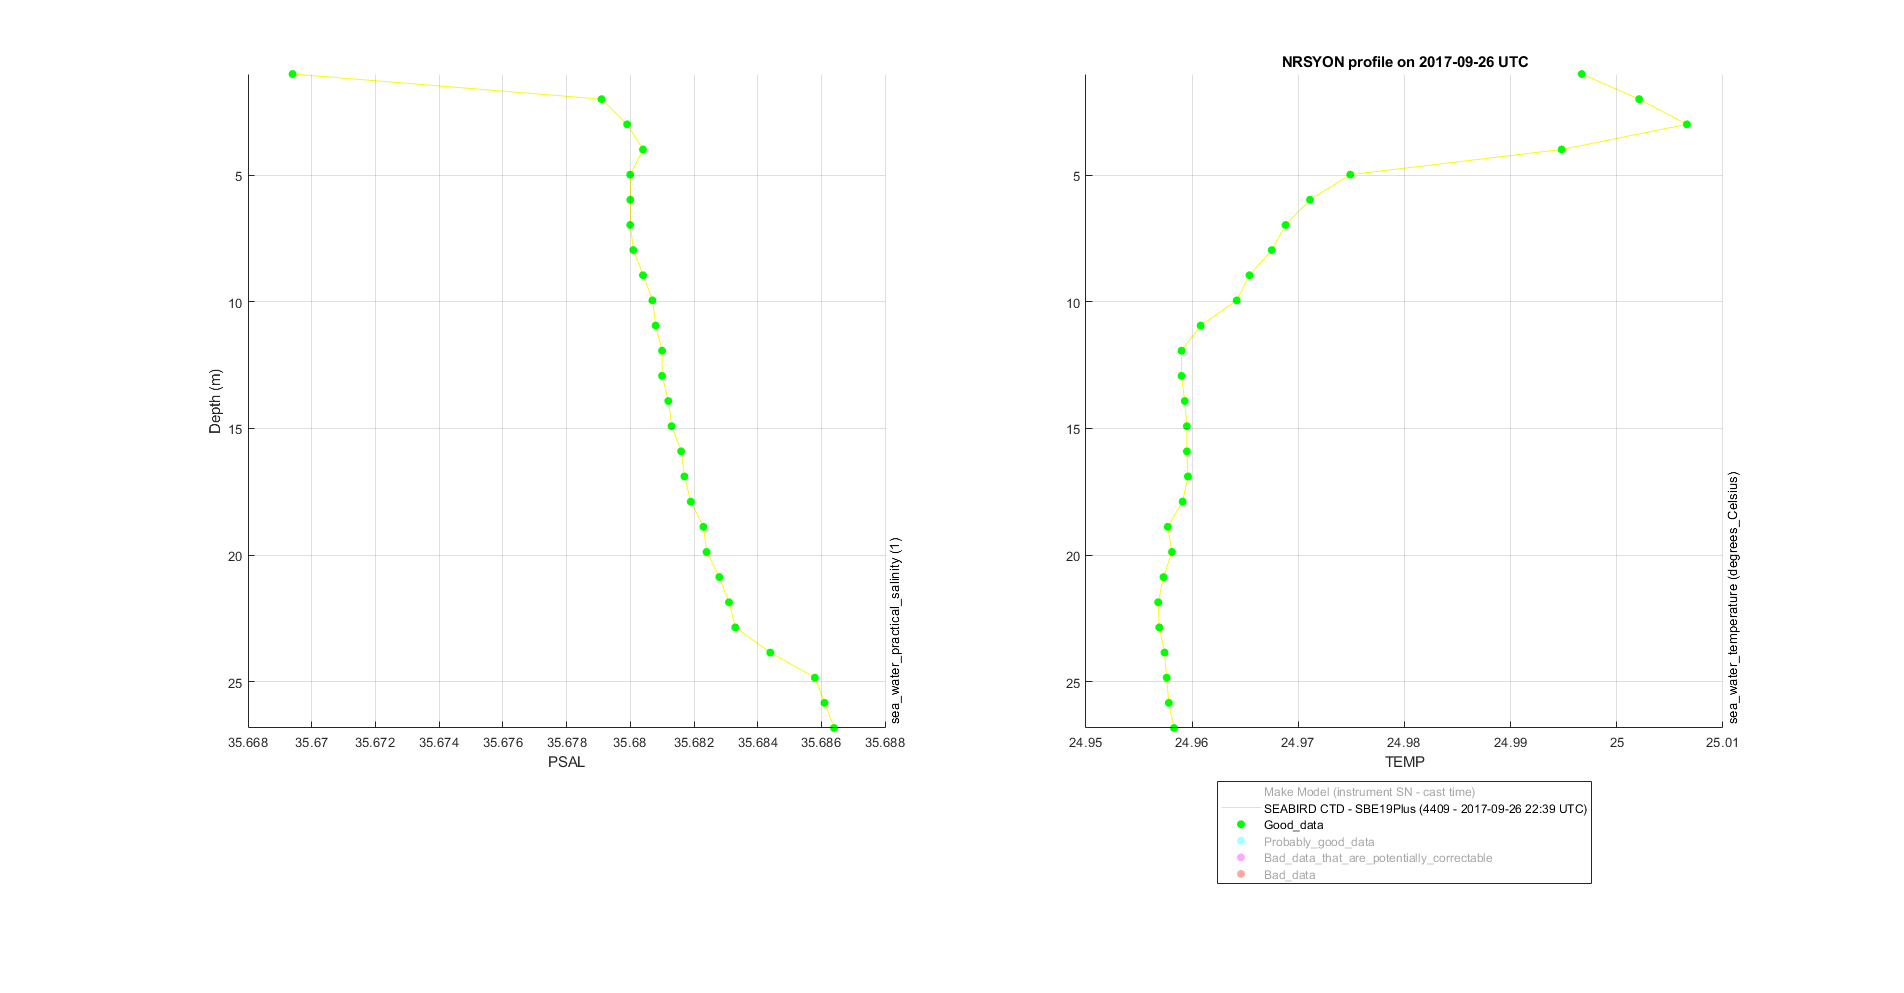 NRSYON profile on 2017-09-26 UTC
5
10
15
20
25
Depth (m)
35.668 35.67 35.672 35.674 35.676 35.678 35.68 35.682 35.684 35.686 35.688
PSAL
sea_water_practical_salinity (1)
5
10
15
20
25
24.95 24.96 24.97 24.98 24.99 25 25.01
TEMP
sea_water_temperature (degrees_Celsius)
Make Model (instrument SN - cast time)
SEABIRD CTD - SBE19Plus (4409 - 2017-09-26 22:39 UTC)
Good_data
Probably_good_data
Bad_data_that_are_potentially_correctable
Bad_data